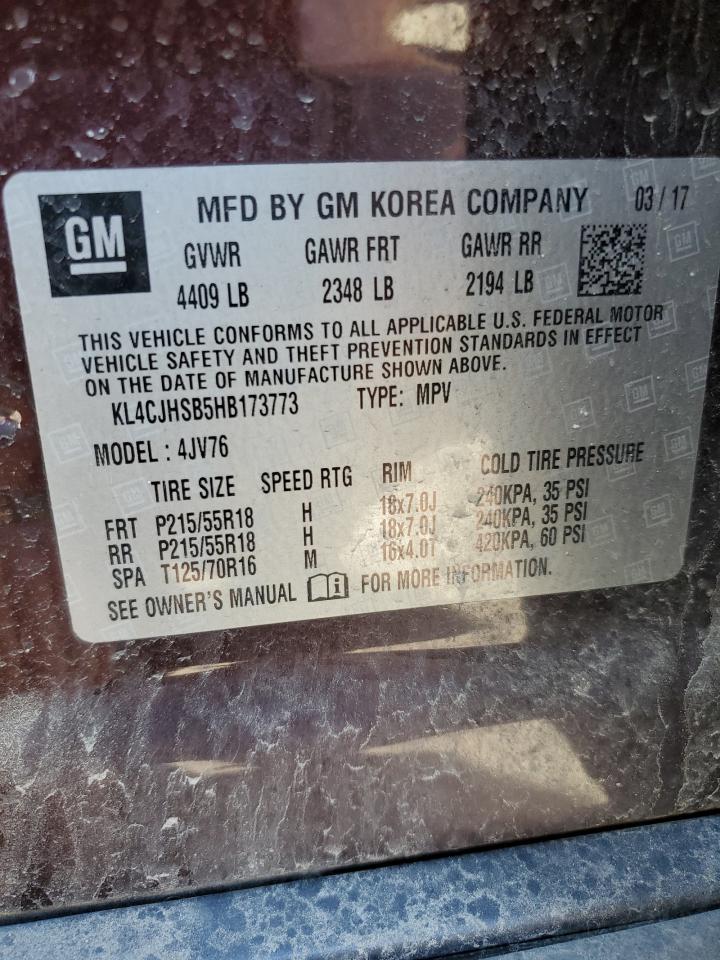 GM
MFD BY GM KOREA COMPANY 03 / 17
GVWR GAWR FRT GAWR RR
4409 LB 2348 LB 2194 LB
THIS VEHICLE CONFORMS TO ALL APPLICABLE U.S. FEDERAL MOTOR
VEHICLE SAFETY AND THEFT PREVENTION STANDARDS IN EFFECT
ON THE DATE OF MANUFACTURE SHOWN ABOVE.
KL4CJHSB5HB173773 TYPE: MPV
MODEL : 4JV76
TIRE SIZE SPEED RTG RIM COLD TIRE PRESSURE
FRT P215/55R18 H 18x7.0J 240KPA, 35 PSI
RR P215/55R18 H 18x7.0J 240KPA, 35 PSI
SPA T125/70R16 M 16x4.0T 420KPA, 60 PSI
SEE OWNER'S MANUAL FOR MORE INFORMATION.